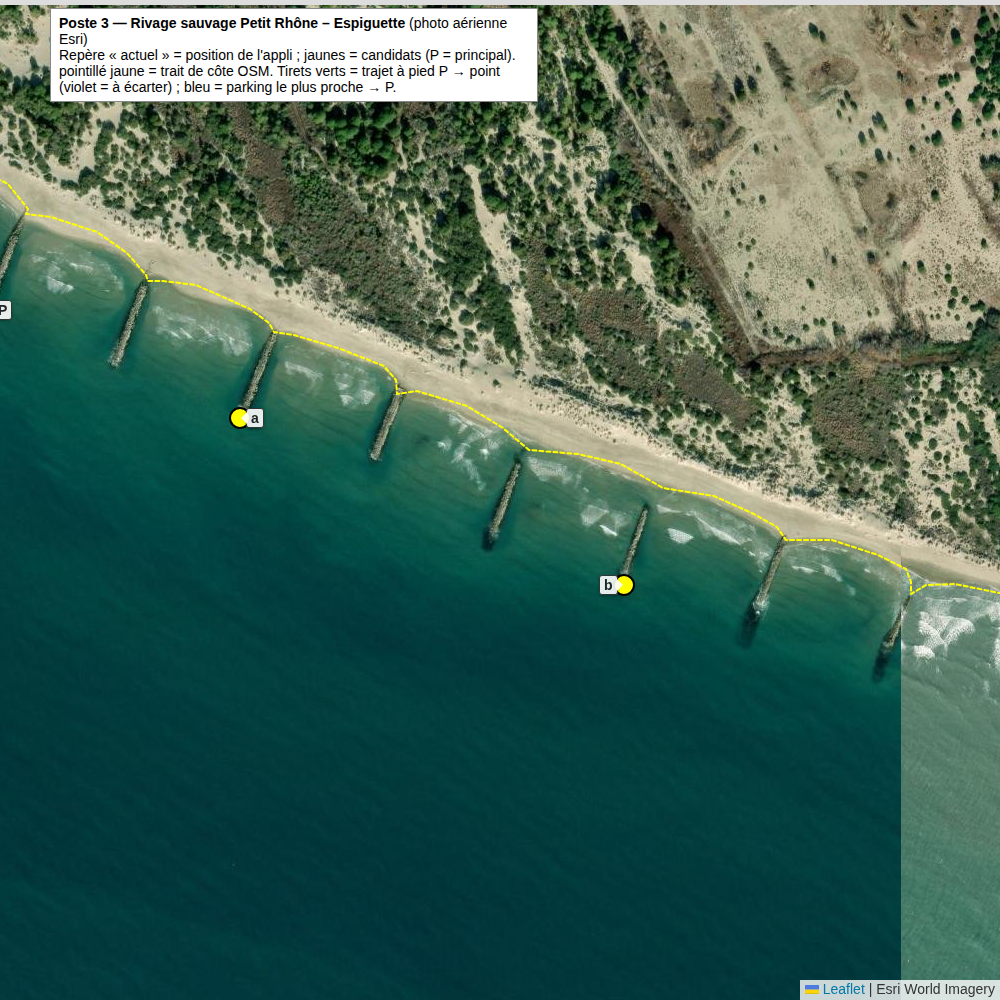 Poste 3 — Rivage sauvage Petit Rhône – Espiguette (photo aérienne
Esri)
Repère « actuel » = position de l'appli ; jaunes = candidats (P = principal).
pointillé jaune = trait de côte OSM. Tirets verts = trajet à pied P → point
(violet = à écarter) ; bleu = parking le plus proche → P.
P
a
b
Leaflet | Esri World Imagery